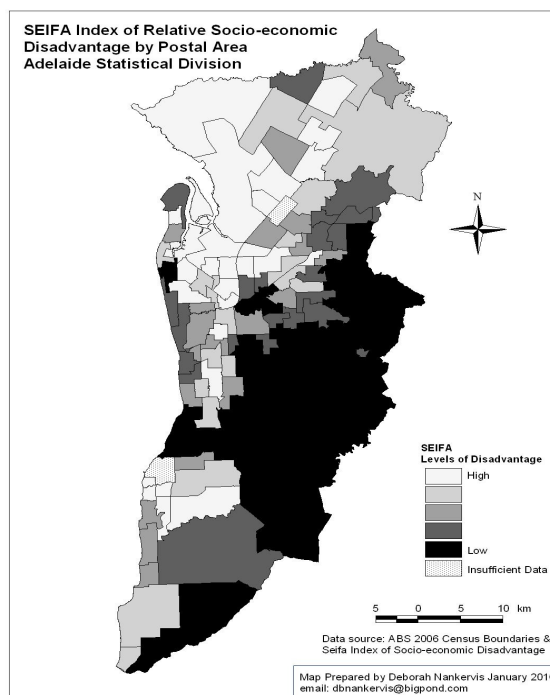 SEIFA Index of Relative Socio-economic
Disadvantage by Postal Area
Adelaide Statistical Division
N
SEIFA
Levels of Disadvantage
High
Low
Insufficient Data
5 0 5 10 km
Data source: ABS 2006 Census Boundaries &
Seifa Index of Socio-economic Disadvantage
Map Prepared by Deborah Nankervis January 201
email: dbnankervis@bigpond.com